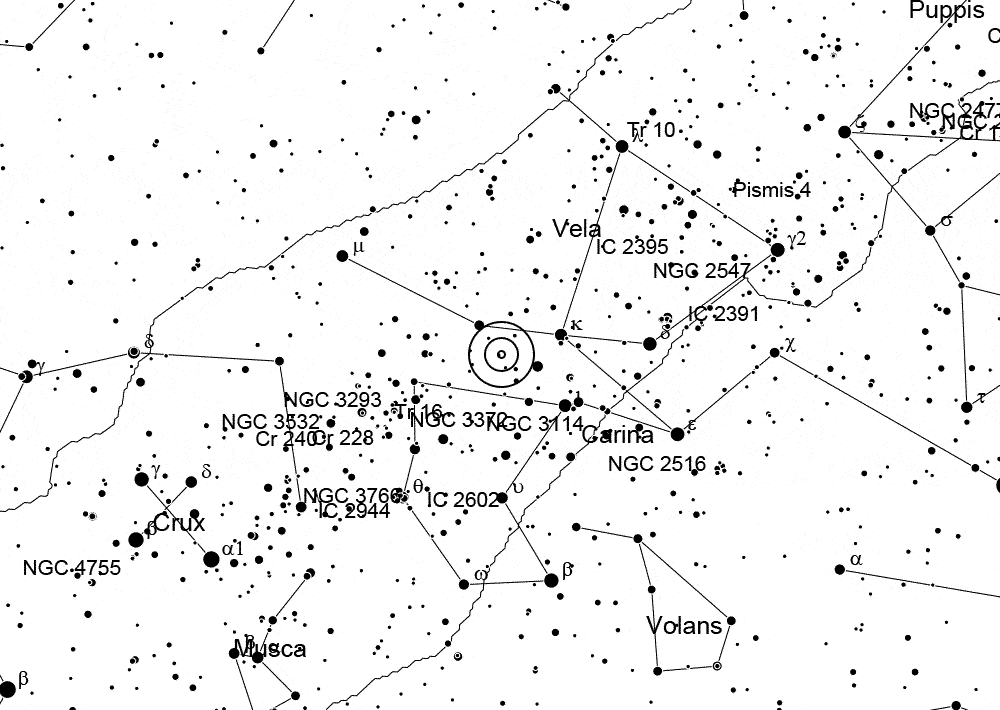 Puppis
NGC 2477
Cr 1
ζ
Tr 10
λ
Pismis 4
σ
Vela
γ2
μ
IC 2395
NGC 2547
IC 2391
κ
δ
δ
χ
γ
ε
ι
τ
NGC 3293
Tr 16
NGC 3532
NGC 3372
NGC 3114
Cr 240
Cr 228
Carina
NGC 2516
γ
δ
θ
υ
NGC 3766
IC 2602
IC 2944
Crux
β
α1
NGC 4755
ω
β
α
Volans
β
α
Musca
β